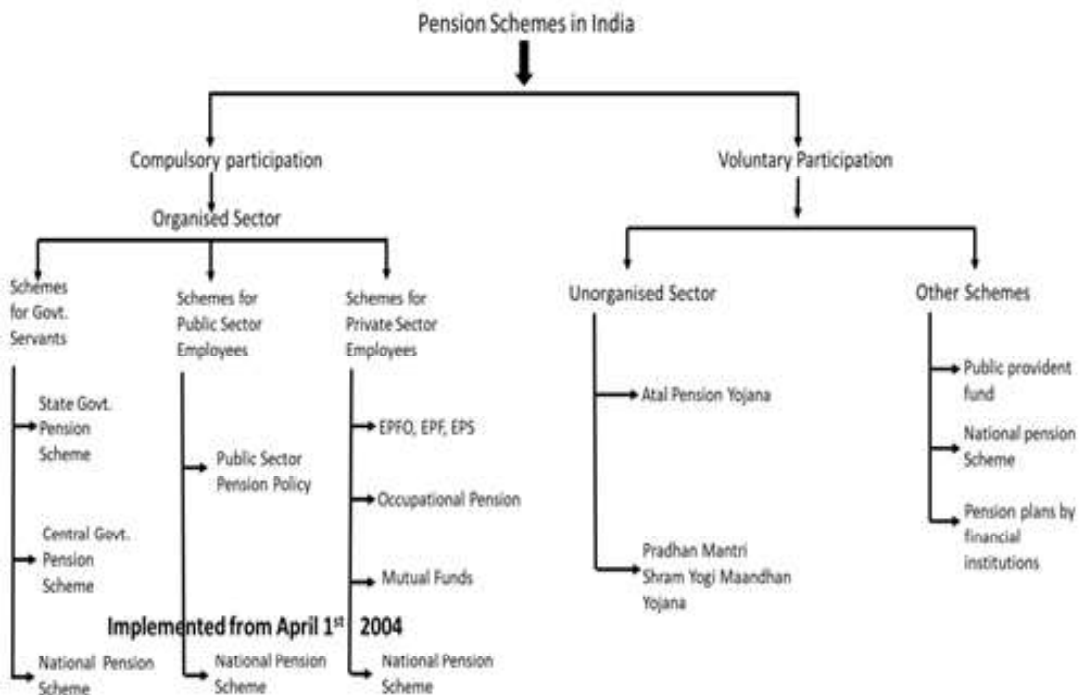 Pension Schemes in India
Compulsory participation
Voluntary Participation
Organised Sector
Schemes
for Govt.
Servants
Schemes for
Public Sector
Employees
Schemes for
Private Sector
Employees
Unorganised Sector
Other Schemes
State Govt.
Pension
Scheme
Central Govt.
Pension
Scheme
National Pension
Scheme
Public Sector
Pension Policy
National Pension
Scheme
EPFO, EPF, EPS
Occupational Pension
Mutual Funds
National Pension
Scheme
Implemented from April 1st 2004
Atal Pension Yojana
Pradhan Mantri
Shram Yogi Maandhan
Yojana
Public provident
fund
National pension
Scheme
Pension plans by
financial
institutions